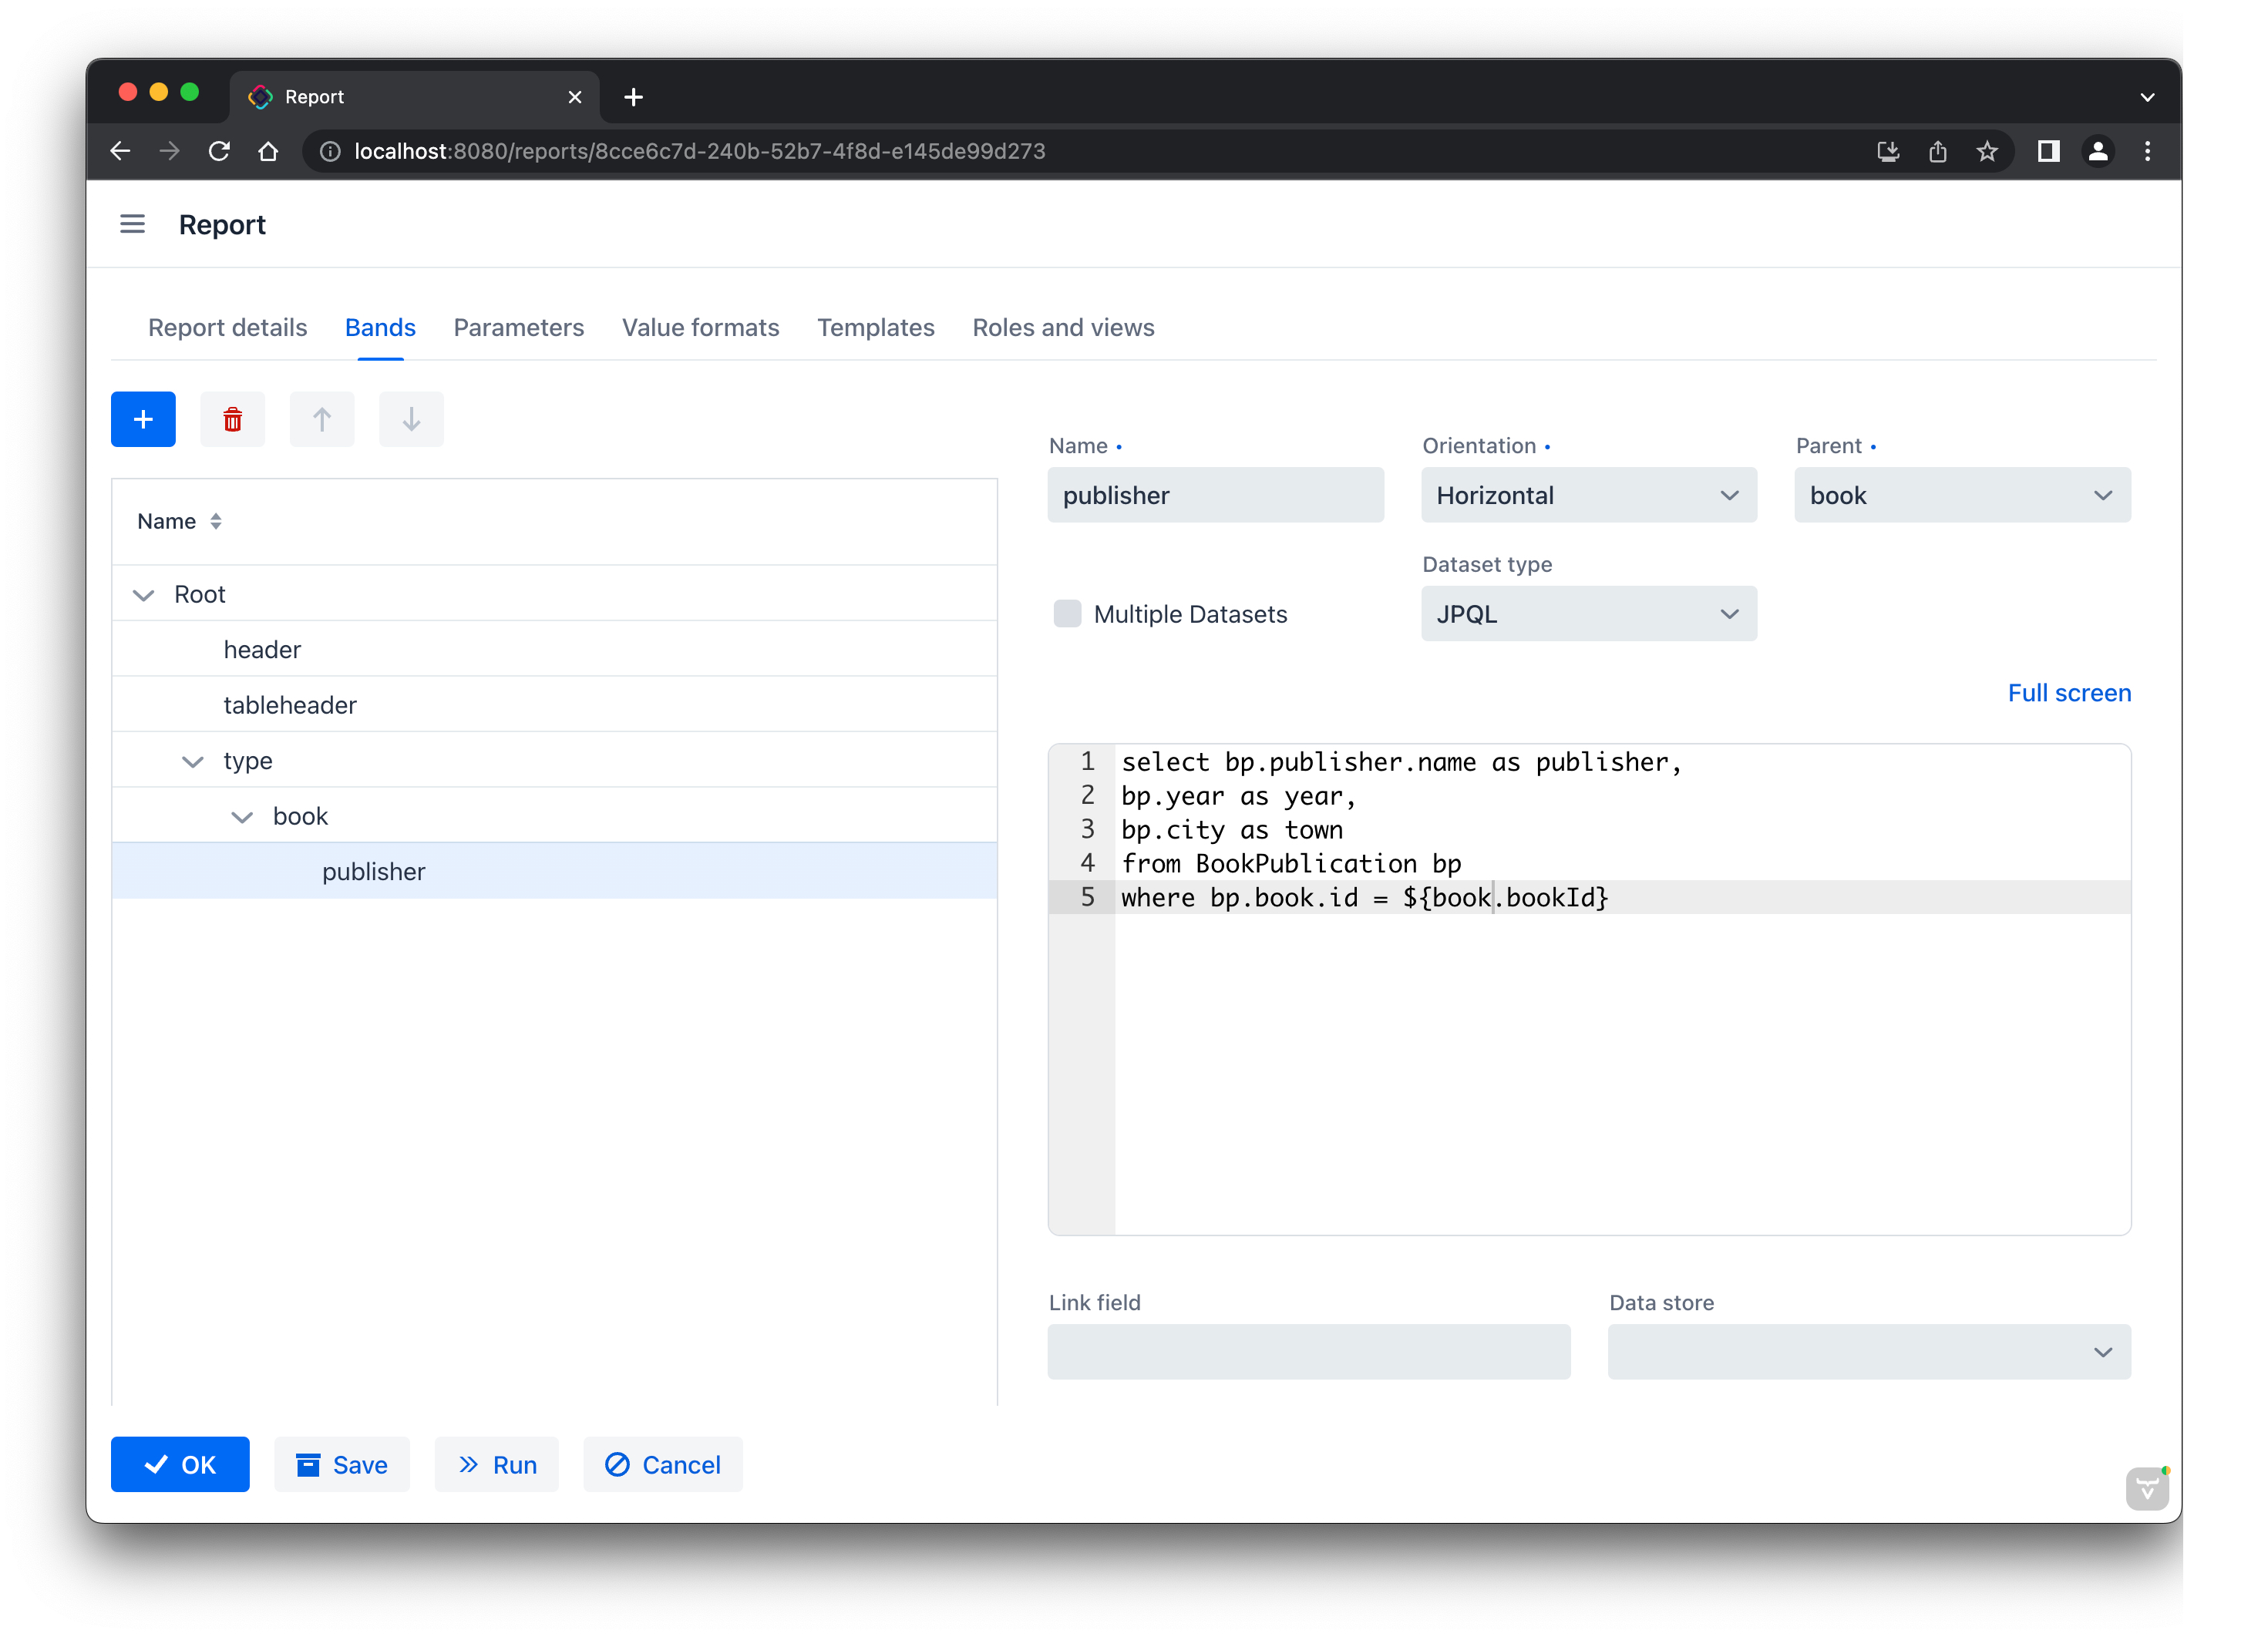 Report
localhost:8080/reports/8cce6c7d-240b-52b7-4f8d-e145de99d273
Report
Report details Bands Parameters Value formats Templates Roles and views
Name Orientation Parent
publisher Horizontal book
Name
Dataset type
Root
Multiple Datasets JPQL
header
Full screen
tableheader
type
1 select bp.publisher.name as publisher,
2 bp.year as year,
book
3 bp.city as town
4 from BookPublication bp
publisher
5 where bp.book.id = ${book.bookId}
Link field Data store
OK Save Run Cancel